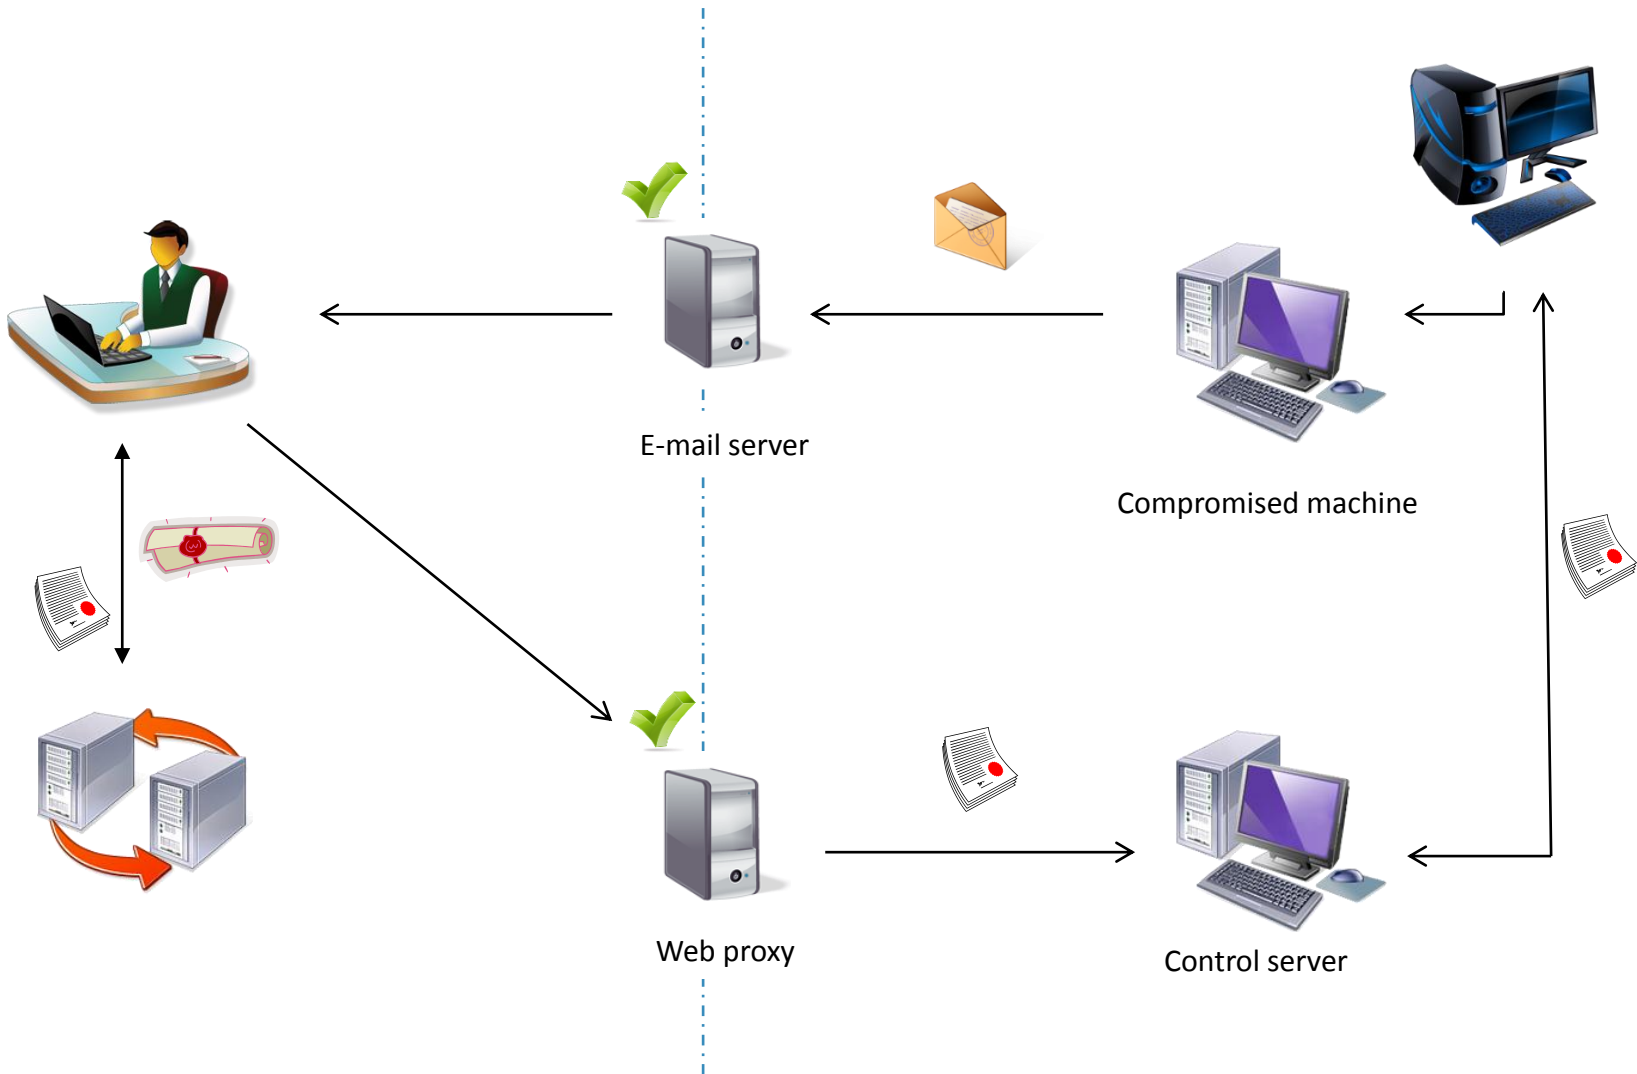 E-mail server
Compromised machine
Web proxy
Control server